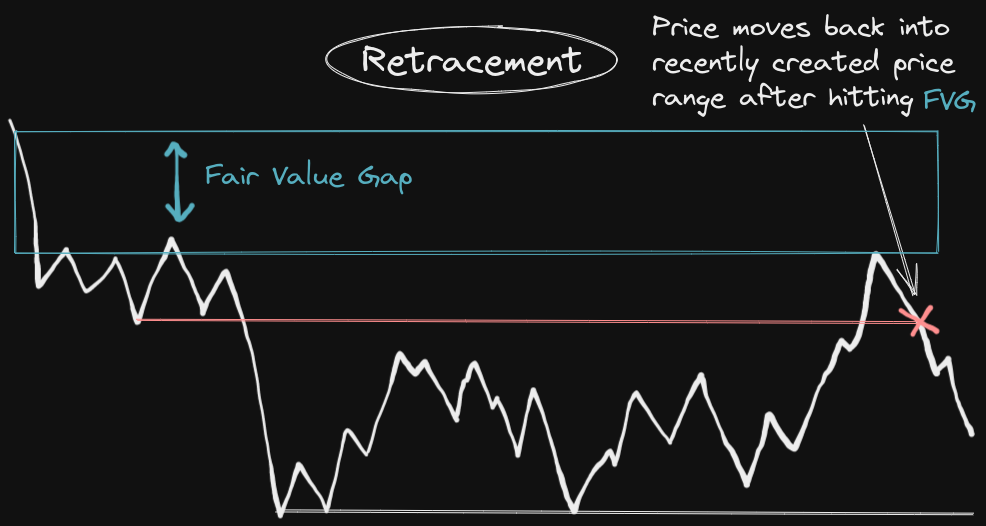 Retracement
Price moves back into
recently created price
range after hitting FVG
Fair Value Gap